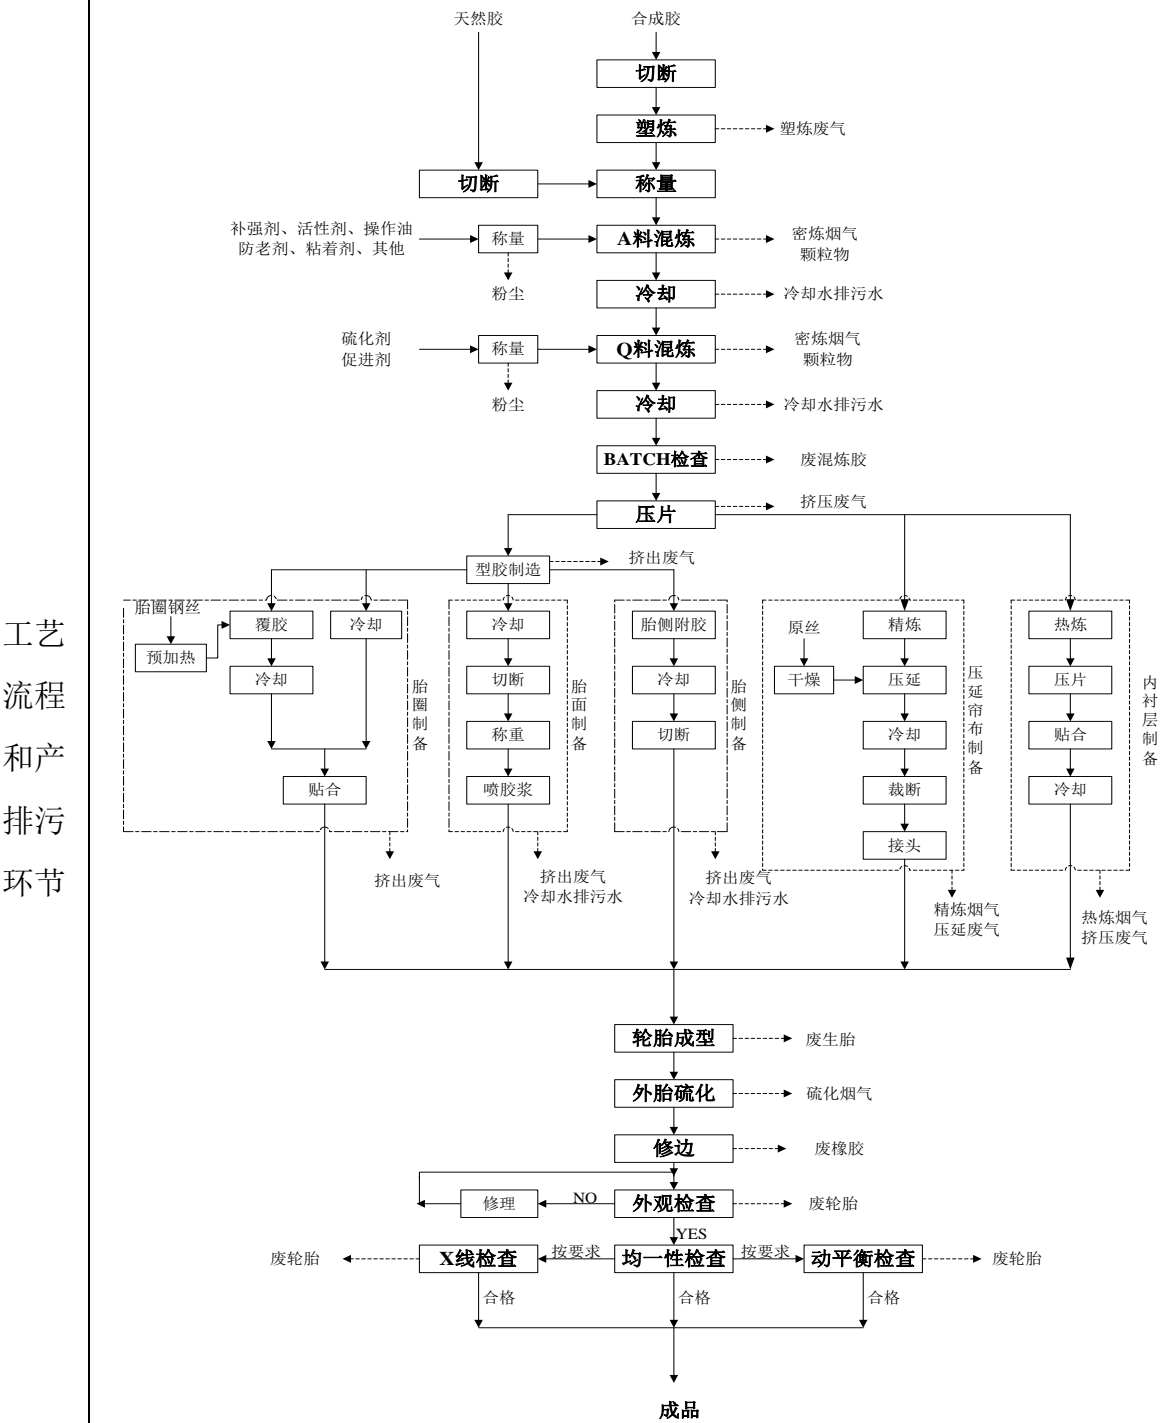 天然胶
合成胶
切断
塑炼
塑炼废气
切断
称量
补强剂、活性剂、操作油
防老剂、粘着剂、其他
称量
A料混炼
密炼烟气
颗粒物
粉尘
冷却
冷却水排污水
硫化剂
促进剂
称量
Q料混炼
密炼烟气
颗粒物
粉尘
冷却
冷却水排污水
BATCH检查
废混炼胶
压片
挤压废气
型胶制造
挤出废气
工艺
流程
和产
排污
环节
胎圈钢丝
预加热
覆胶
冷却
冷却
贴合
胎圈制备
挤出废气
冷却
切断
称重
喷胶浆
胎面制备
挤出废气
冷却水排污水
胎侧附胶
冷却
切断
胎侧制备
挤出废气
冷却水排污水
原丝
干燥
精炼
压延
冷却
裁断
接头
压延帘布制备
精炼烟气
压延废气
热炼
压片
贴合
冷却
内衬层制备
热炼烟气
挤压废气
轮胎成型
废生胎
外胎硫化
硫化烟气
修边
废橡胶
修理
NO
外观检查
废轮胎
YES
废轮胎
X线检查
按要求
均一性检查
按要求
动平衡检查
废轮胎
合格
合格
合格
成品